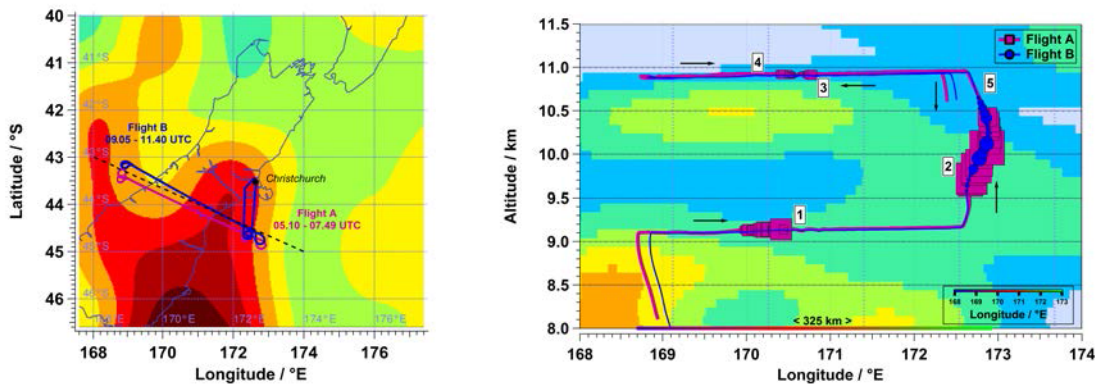 40
41
42
43
44
45
46
168
170
172
174
176
Latitude / °S
Longitude / °E
41°S
42°S
43°S
44°S
45°S
46°S
170°E
172°E
174°E
176°E
Flight B
09.05 - 11.40 UTC
Christchurch
Flight A
05.10 - 07.49 UTC
11.5
11.0
10.5
10.0
9.5
9.0
8.5
8.0
168
169
170
171
172
173
174
Altitude / km
Longitude / °E
4
3
5
2
1
Flight A
Flight B
< 325 km >
168 169 170 171 172 173
Longitude / °E